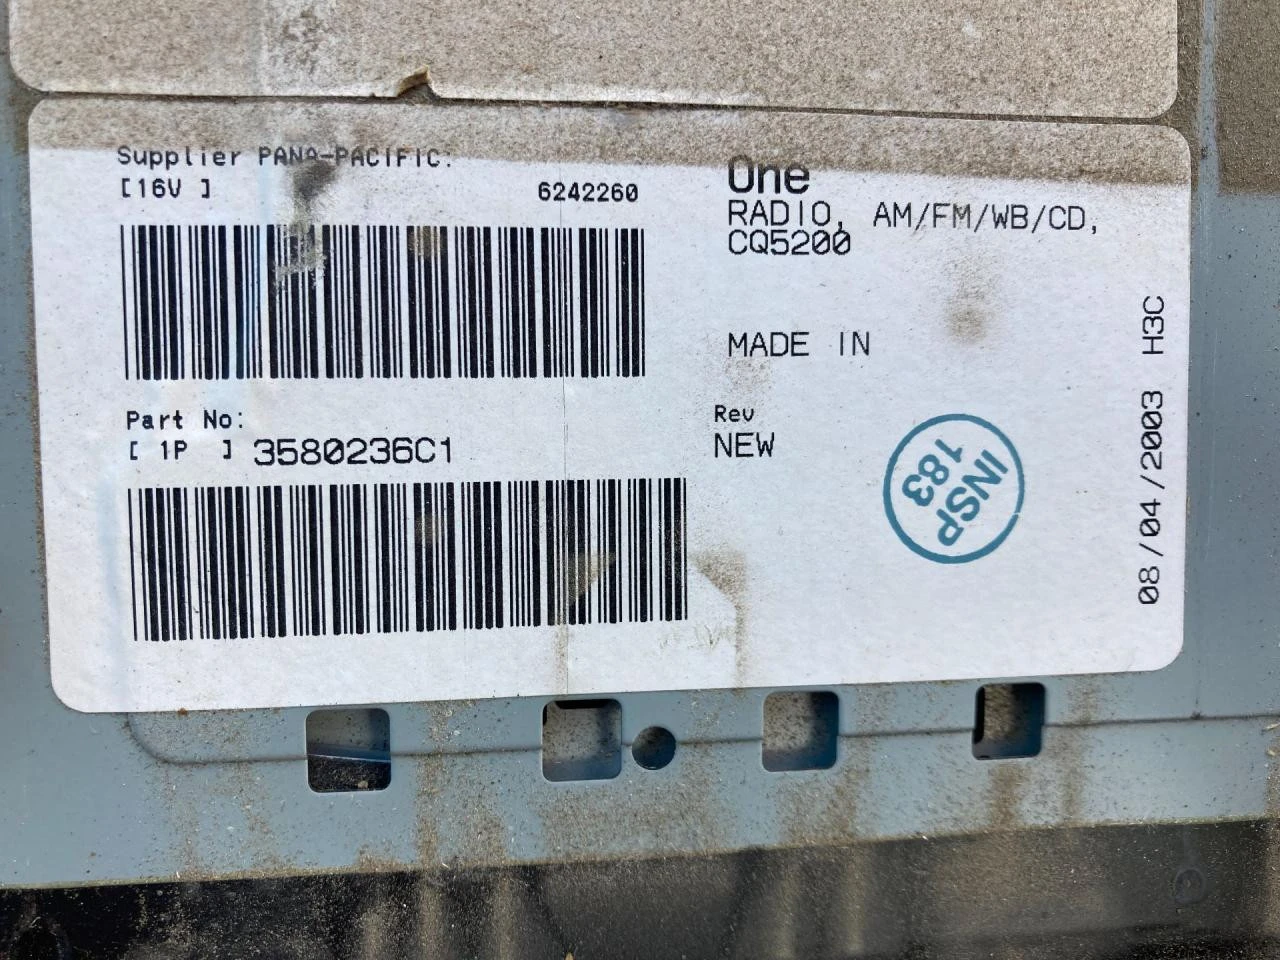 Supplier PANA-PACIFIC:
[16V ] 6242260
One
RADIO, AM/FM/WB/CD,
CQ5200
MADE IN
Part No:
[ 1P ] 3580236C1
Rev
NEW
INSP
183
08/04/2003 H3C